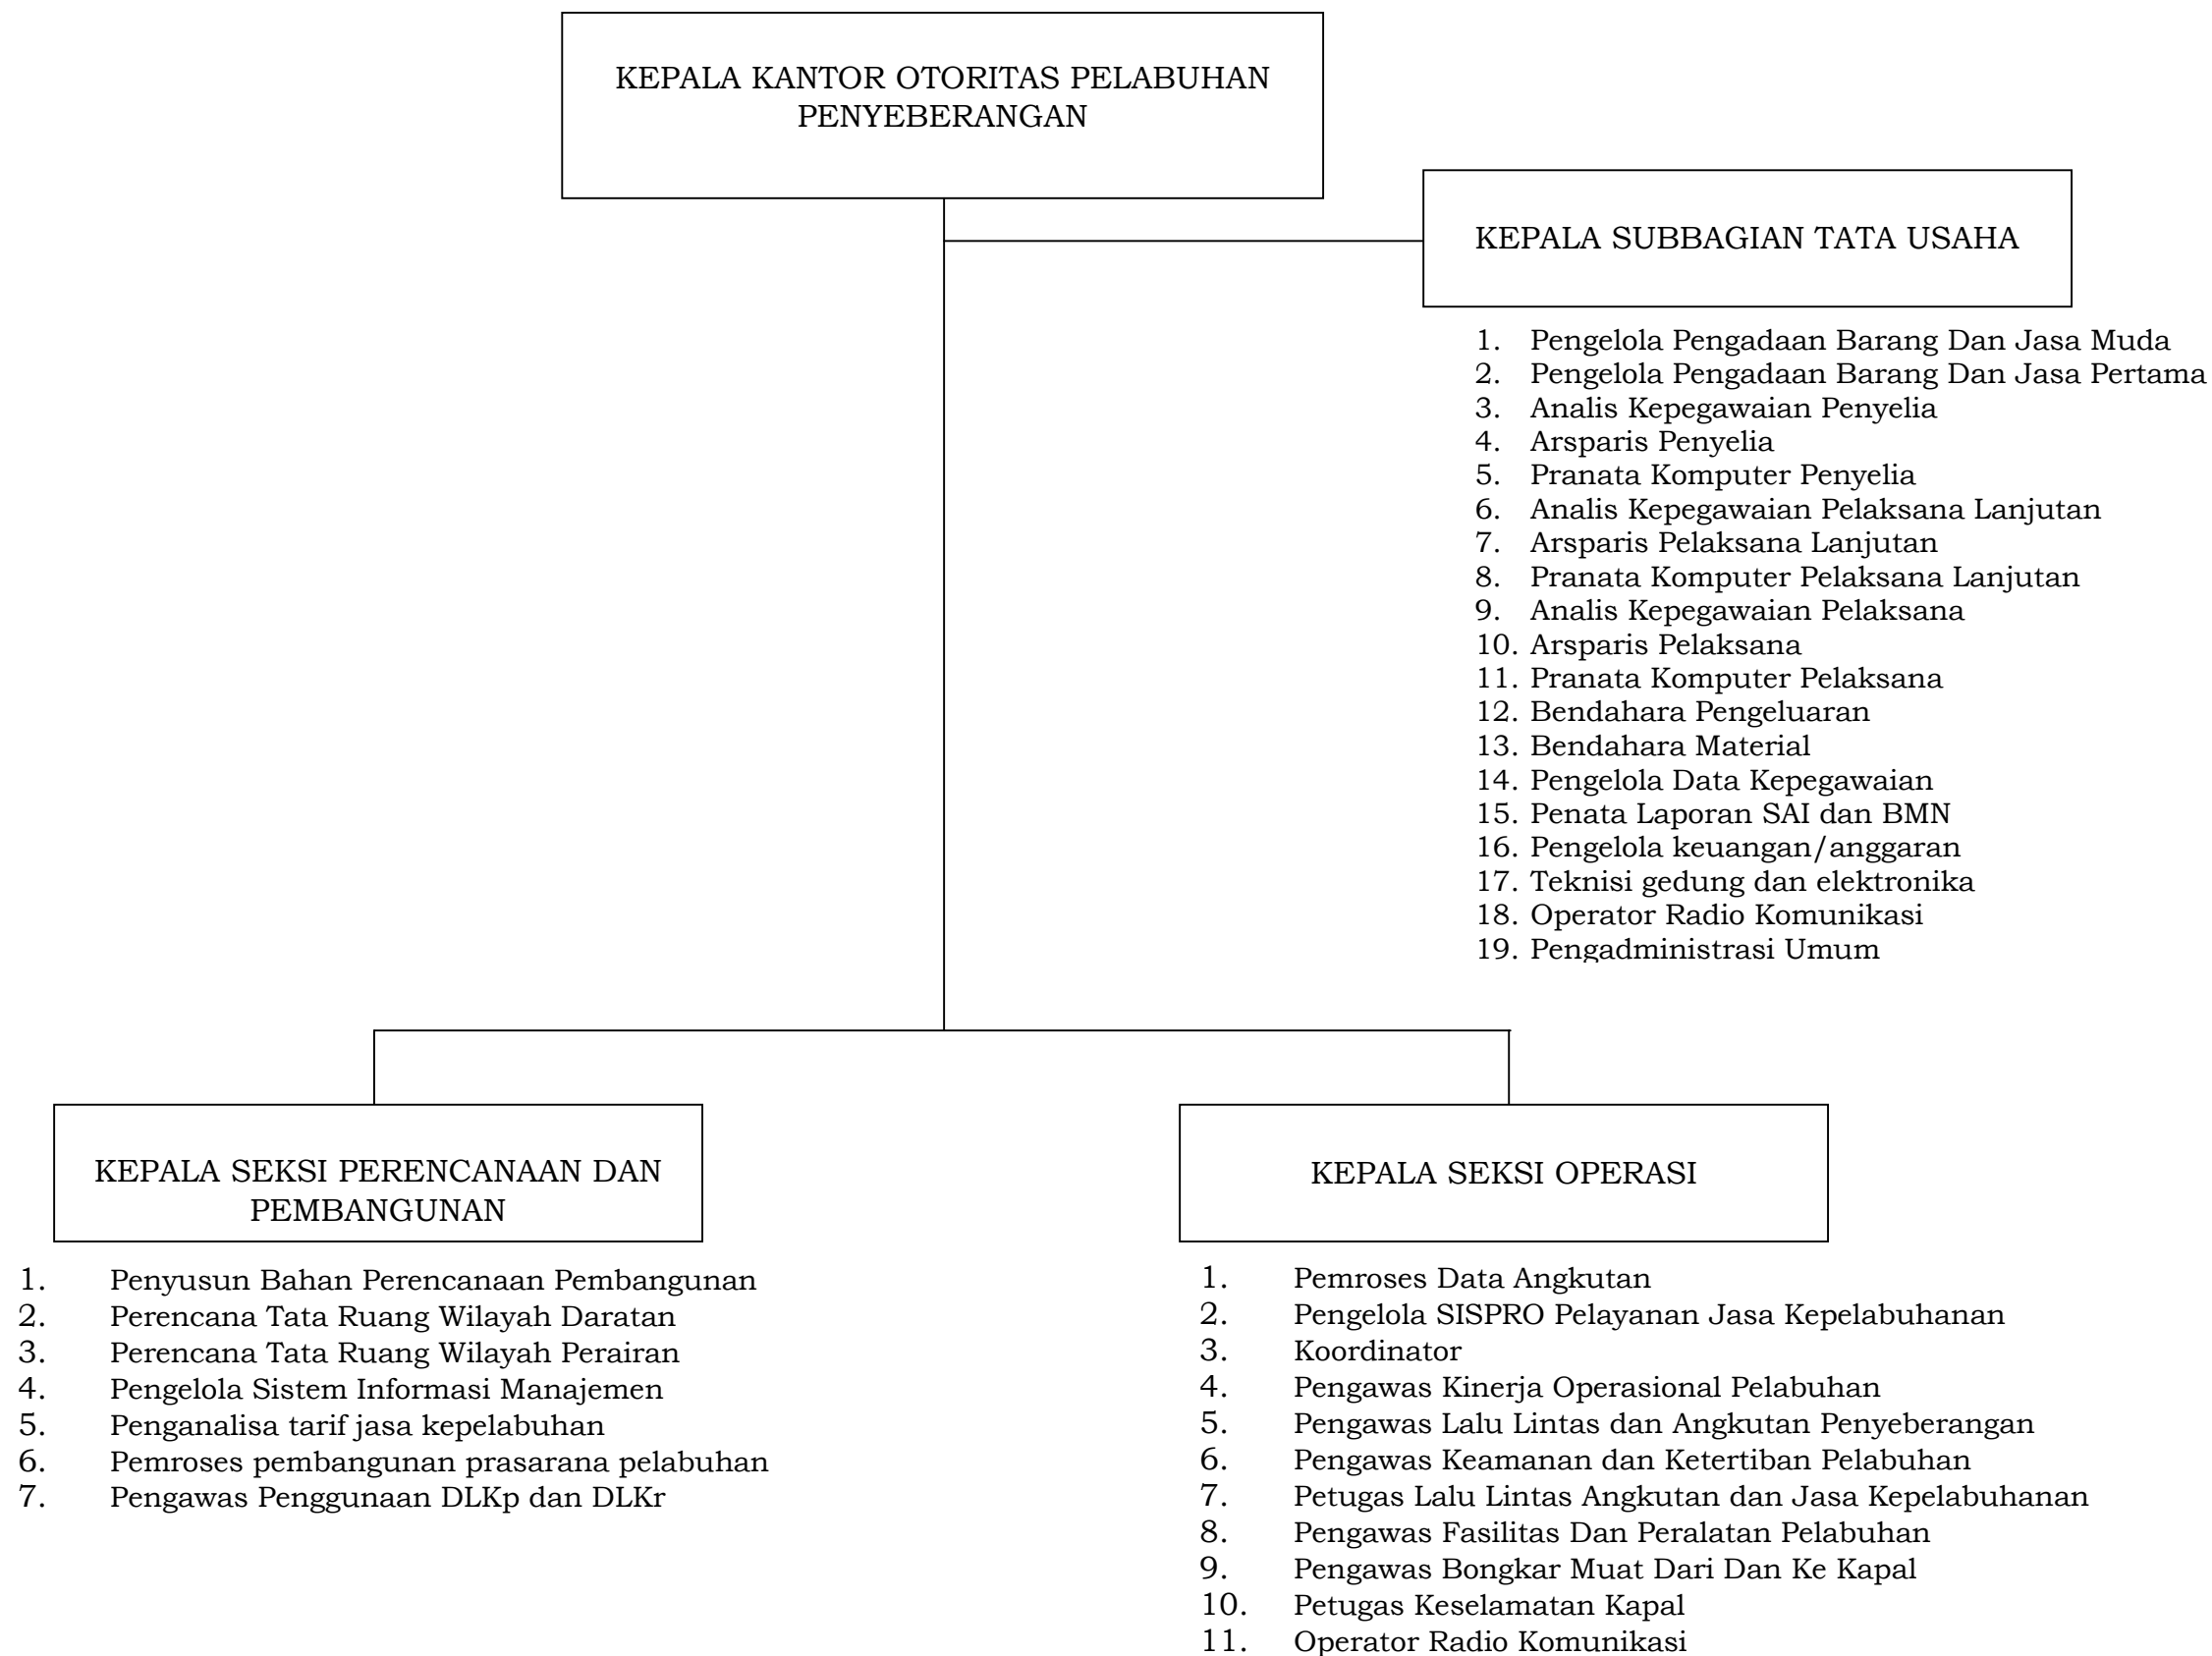 KEPALA KANTOR OTORITAS PELABUHAN
PENYEBERANGAN
KEPALA SUBBAGIAN TATA USAHA
1. Pengelola Pengadaan Barang Dan Jasa Muda
2. Pengelola Pengadaan Barang Dan Jasa Pertama
3. Analis Kepegawaian Penyelia
4. Arsparis Penyelia
5. Pranata Komputer Penyelia
6. Analis Kepegawaian Pelaksana Lanjutan
7. Arsparis Pelaksana Lanjutan
8. Pranata Komputer Pelaksana Lanjutan
9. Analis Kepegawaian Pelaksana
10. Arsparis Pelaksana
11. Pranata Komputer Pelaksana
12. Bendahara Pengeluaran
13. Bendahara Material
14. Pengelola Data Kepegawaian
15. Penata Laporan SAI dan BMN
16. Pengelola keuangan/anggaran
17. Teknisi gedung dan elektronika
18. Operator Radio Komunikasi
19. Pengadministrasi Umum
KEPALA SEKSI PERENCANAAN DAN
PEMBANGUNAN
1. Penyusun Bahan Perencanaan Pembangunan
2. Perencana Tata Ruang Wilayah Daratan
3. Perencana Tata Ruang Wilayah Perairan
4. Pengelola Sistem Informasi Manajemen
5. Penganalisa tarif jasa kepelabuhan
6. Pemroses pembangunan prasarana pelabuhan
7. Pengawas Penggunaan DLKp dan DLKr
KEPALA SEKSI OPERASI
1. Pemroses Data Angkutan
2. Pengelola SISPRO Pelayanan Jasa Kepelabuhanan
3. Koordinator
4. Pengawas Kinerja Operasional Pelabuhan
5. Pengawas Lalu Lintas dan Angkutan Penyeberangan
6. Pengawas Keamanan dan Ketertiban Pelabuhan
7. Petugas Lalu Lintas Angkutan dan Jasa Kepelabuhanan
8. Pengawas Fasilitas Dan Peralatan Pelabuhan
9. Pengawas Bongkar Muat Dari Dan Ke Kapal
10. Petugas Keselamatan Kapal
11. Operator Radio Komunikasi